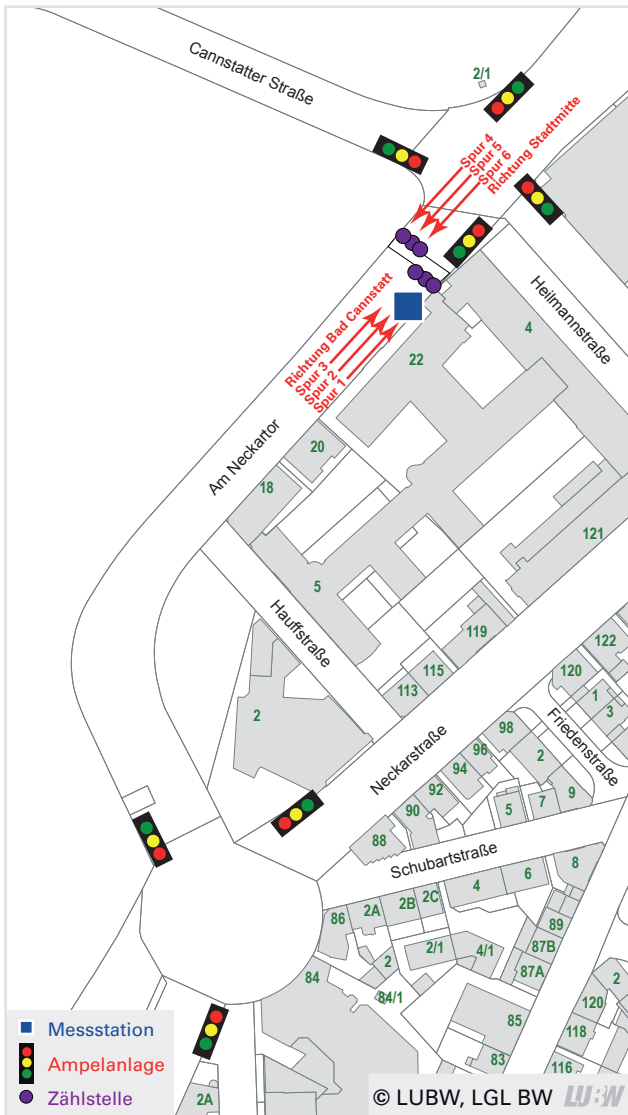 Cannstatter Straße
2/1
Spur 4
Spur 5
Spur 6
Richtung Stadtmitte
Heilmannstraße
4
Richtung Bad Cannstatt
Spur 3
Spur 2
Spur 1
22
Am Neckartor
20
18
121
5
Hauffstraße
119
115
113
122
120
1
3
2
Neckarstraße
98
96
94
92
90
88
2
Friedenstraße
9
7
5
Schubartstraße
8
6
4
2C
2B
2A
86
89
87B
87A
2/1
4/1
2
84
84/1
85
83
2
120
118
116
2A
Messstation
Ampelanlage
Zählstelle
© LUBW, LGL BW LUBW